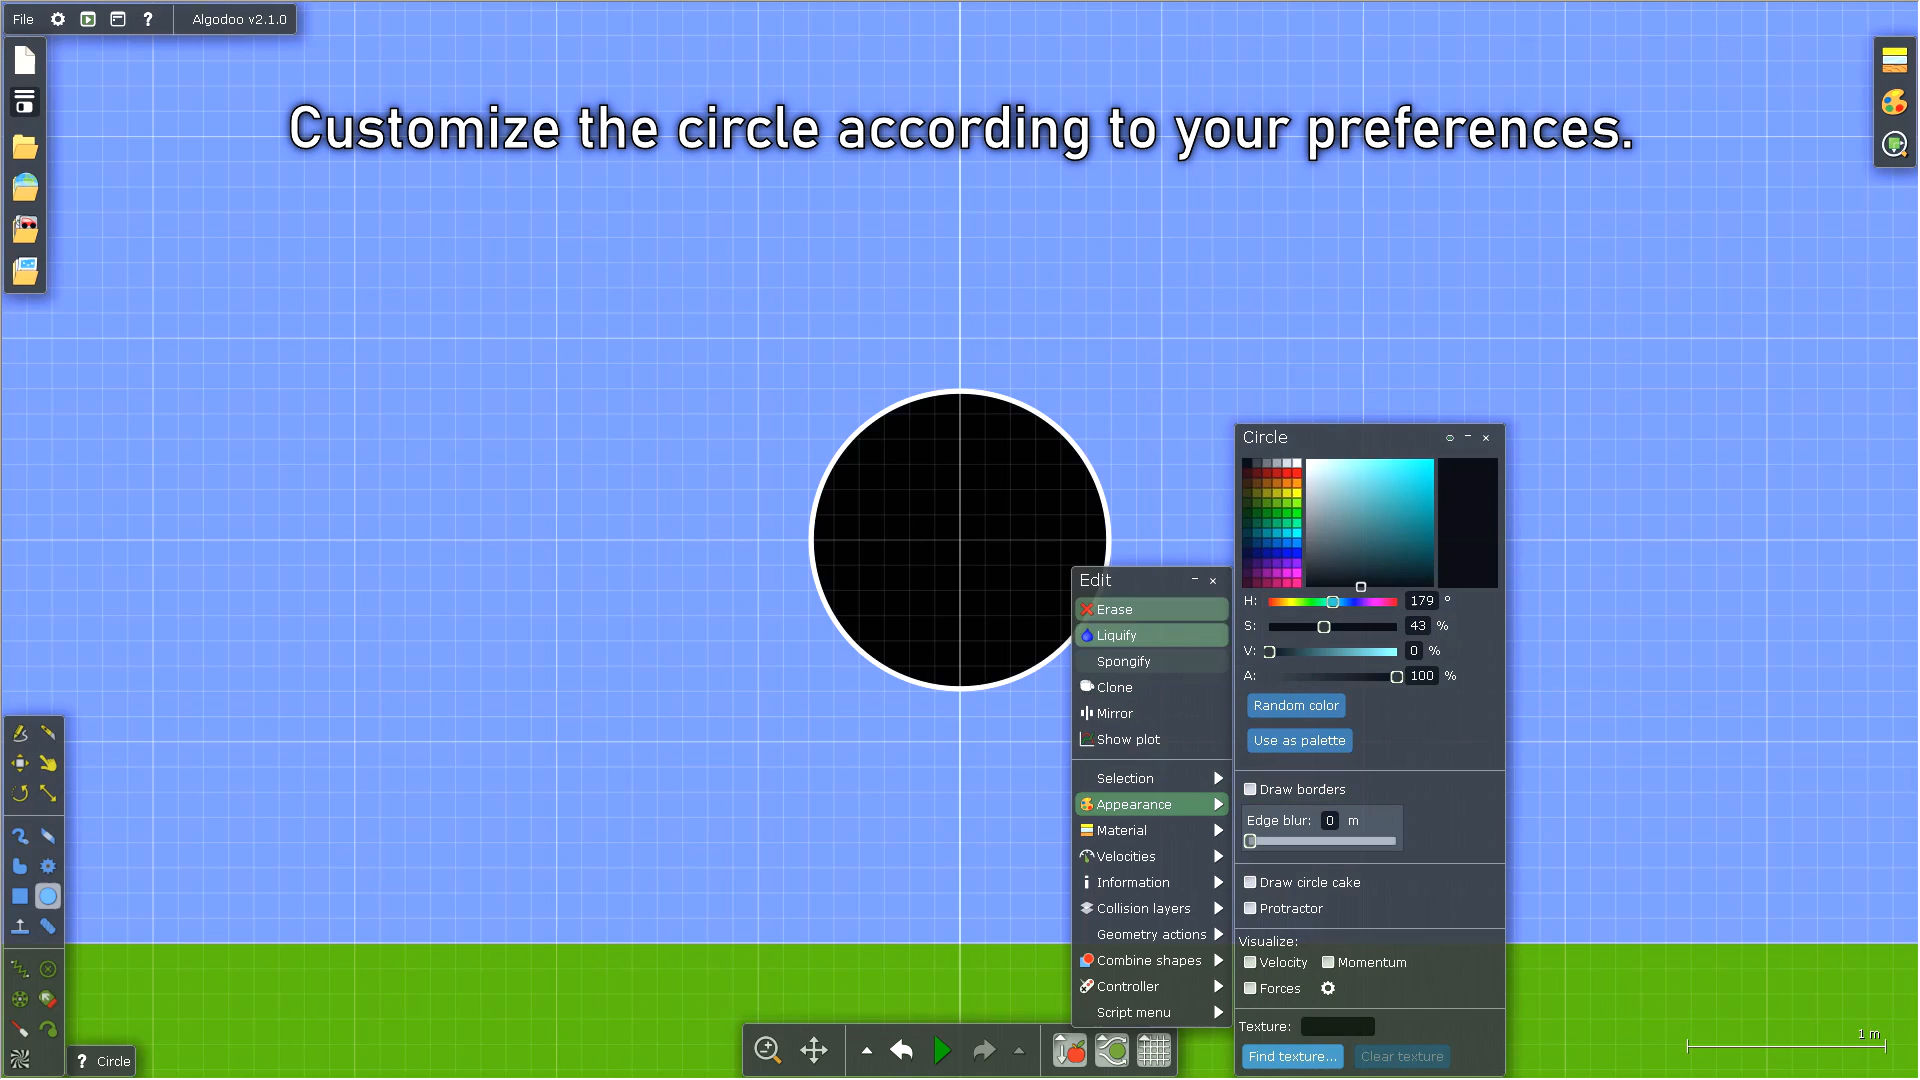 File
? Algodoo v2.1.0
Customize the circle according to your preferences.
Circle
H: 179 °
S: 43 %
V: 0 %
A: 100 %
Random color
Use as palette
Draw borders
Edge blur: 0 m
Draw circle cake
Protractor
Visualize:
Velocity Momentum
Forces
Texture:
Find texture...
Clear texture
Edit
Erase
Liquify
Spongify
Clone
Mirror
Show plot
Selection
Appearance
Material
Velocities
Information
Collision layers
Geometry actions
Combine shapes
Controller
Script menu
? Circle
1 m